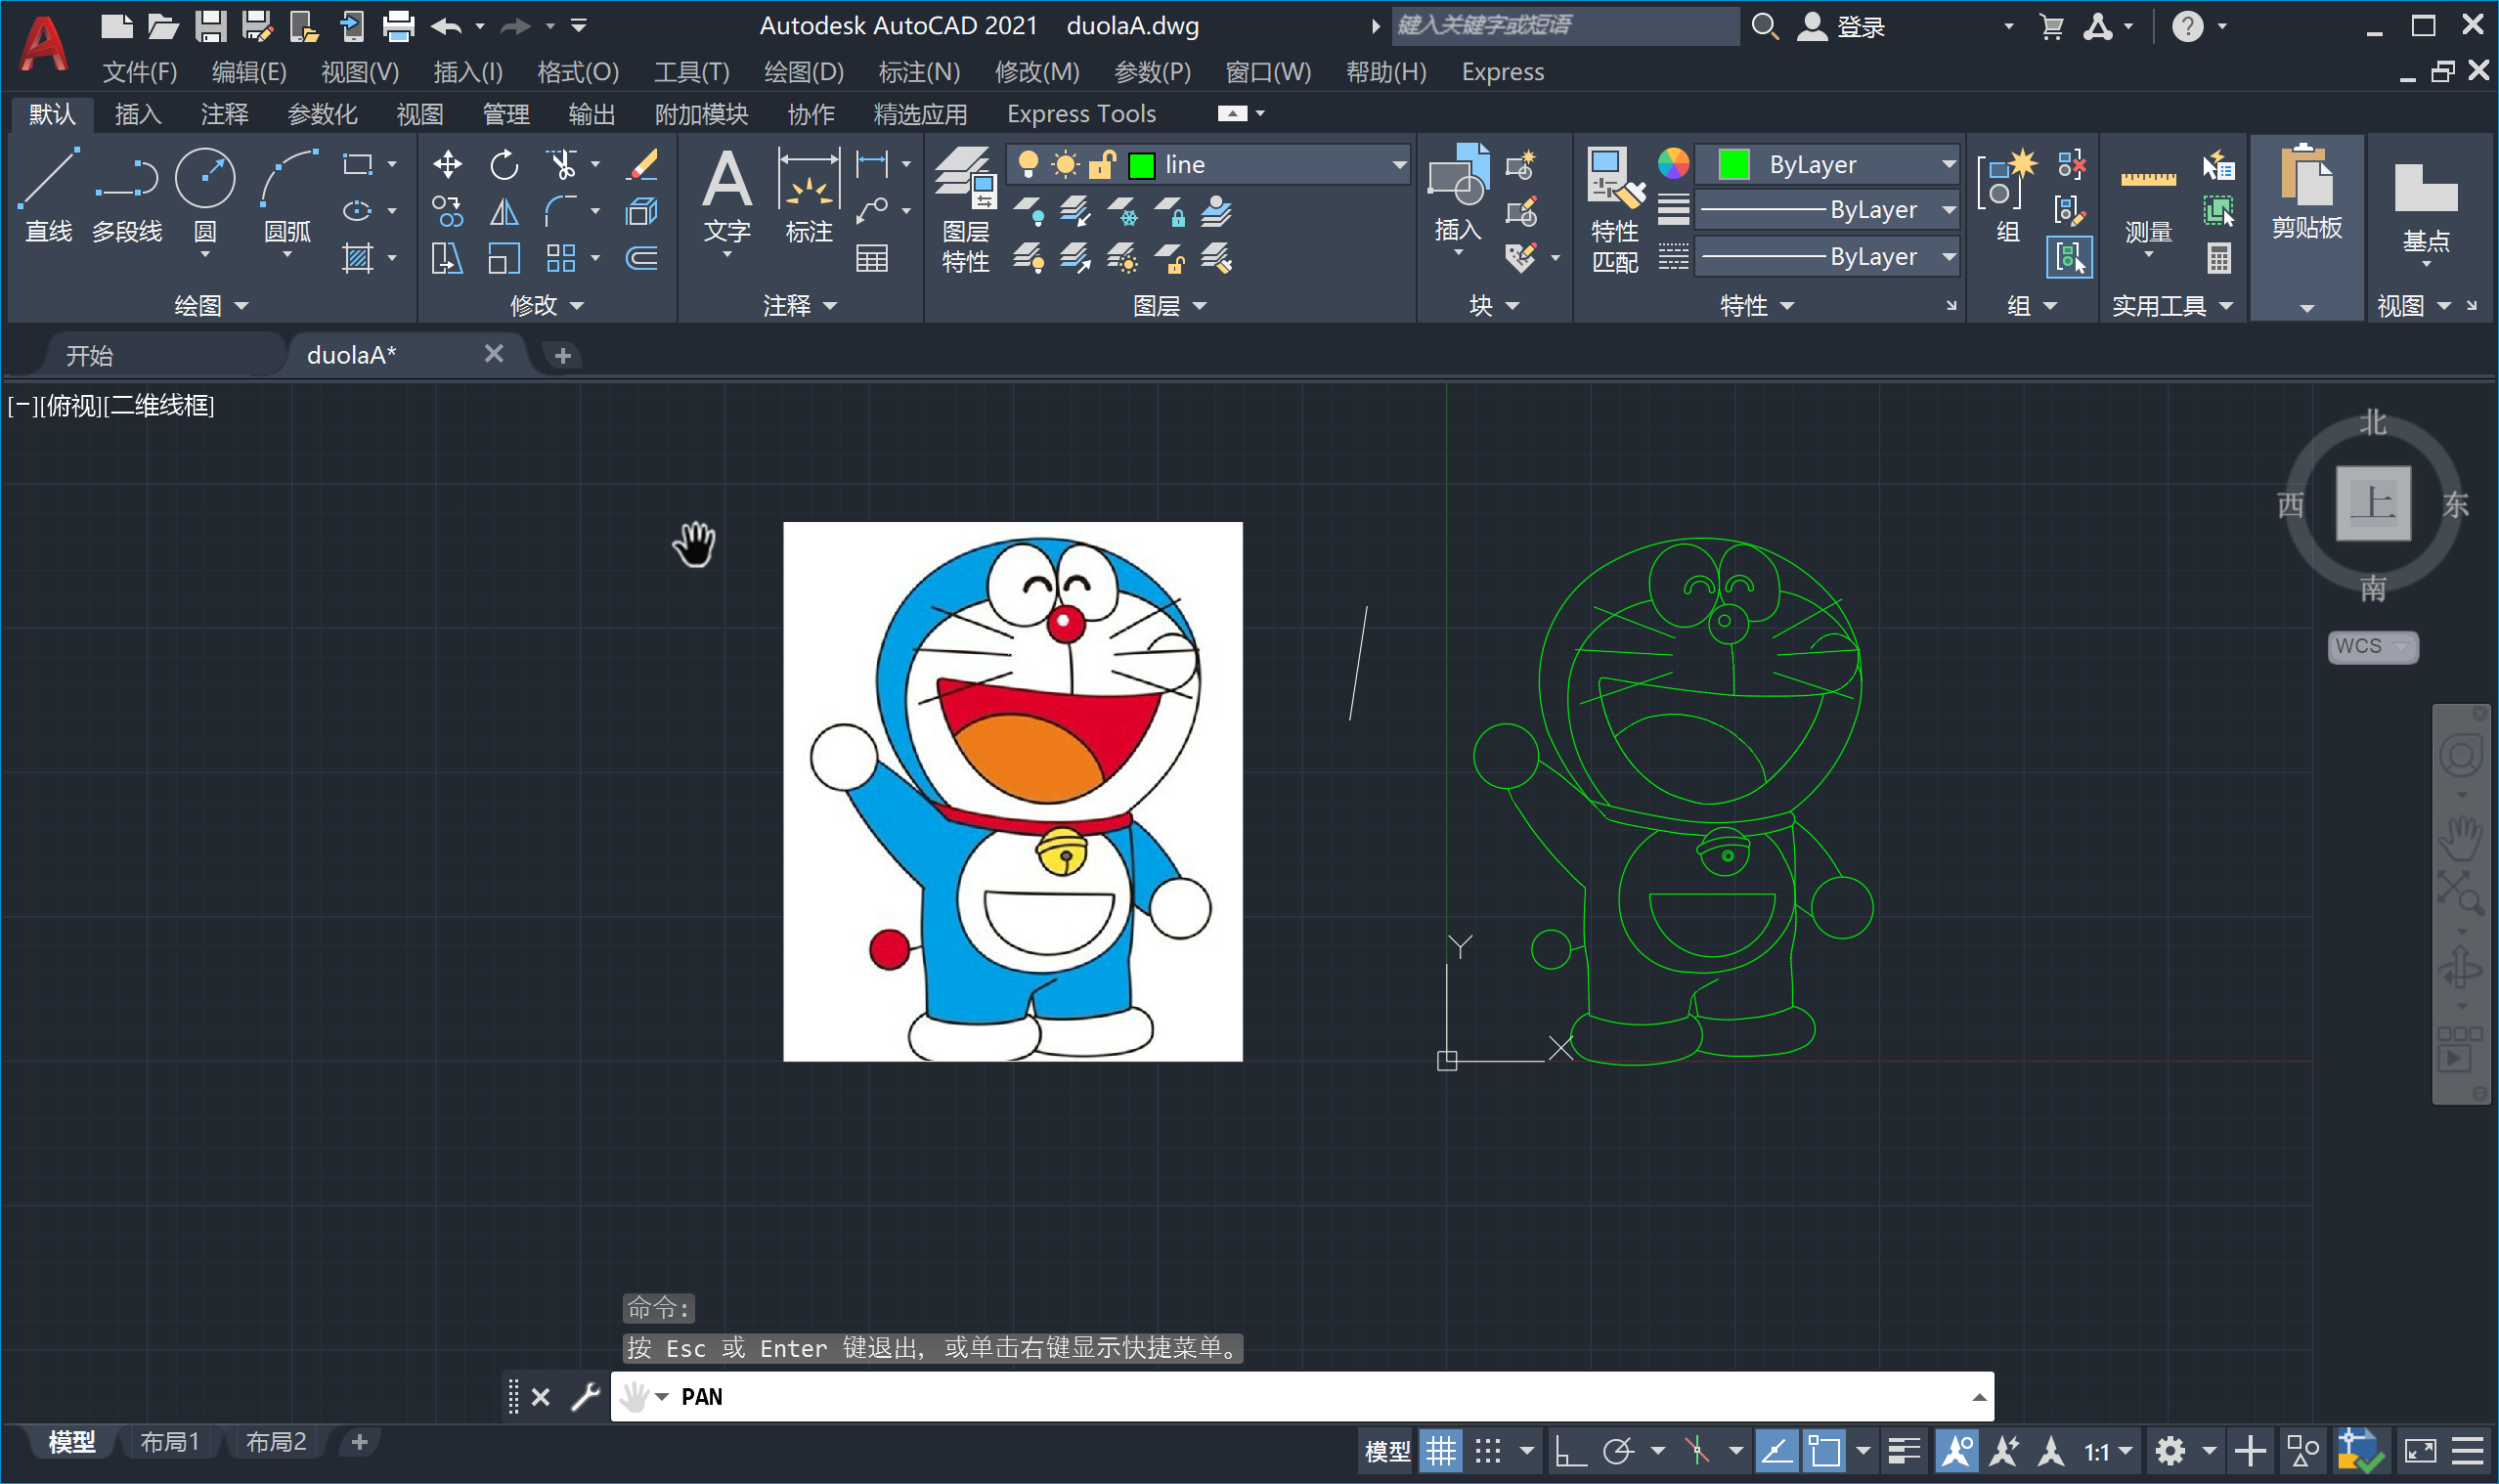 Autodesk AutoCAD 2021 duolaA.dwg 键入关键字或短语 登录
文件(F) 编辑(E) 视图(V) 插入(I) 格式(O) 工具(T) 绘图(D) 标注(N) 修改(M) 参数(P) 窗口(W) 帮助(H) Express
默认 插入 注释 参数化 视图 管理 输出 附加模块 协作 精选应用 Express Tools
line ByLayer
直线 多段线 圆 圆弧 文字 标注 图层 特性 插入 特性 匹配 ByLayer 组 测量 剪贴板 基点
ByLayer
绘图 修改 注释 图层 块 特性 组 实用工具 视图
开始 duolaA*
[−][俯视][二维线框]
北
西 上 东
南
WCS
Y
X
命令:
按 Esc 或 Enter 键退出, 或单击右键显示快捷菜单。
PAN
模型 布局1 布局2 模型 1:1